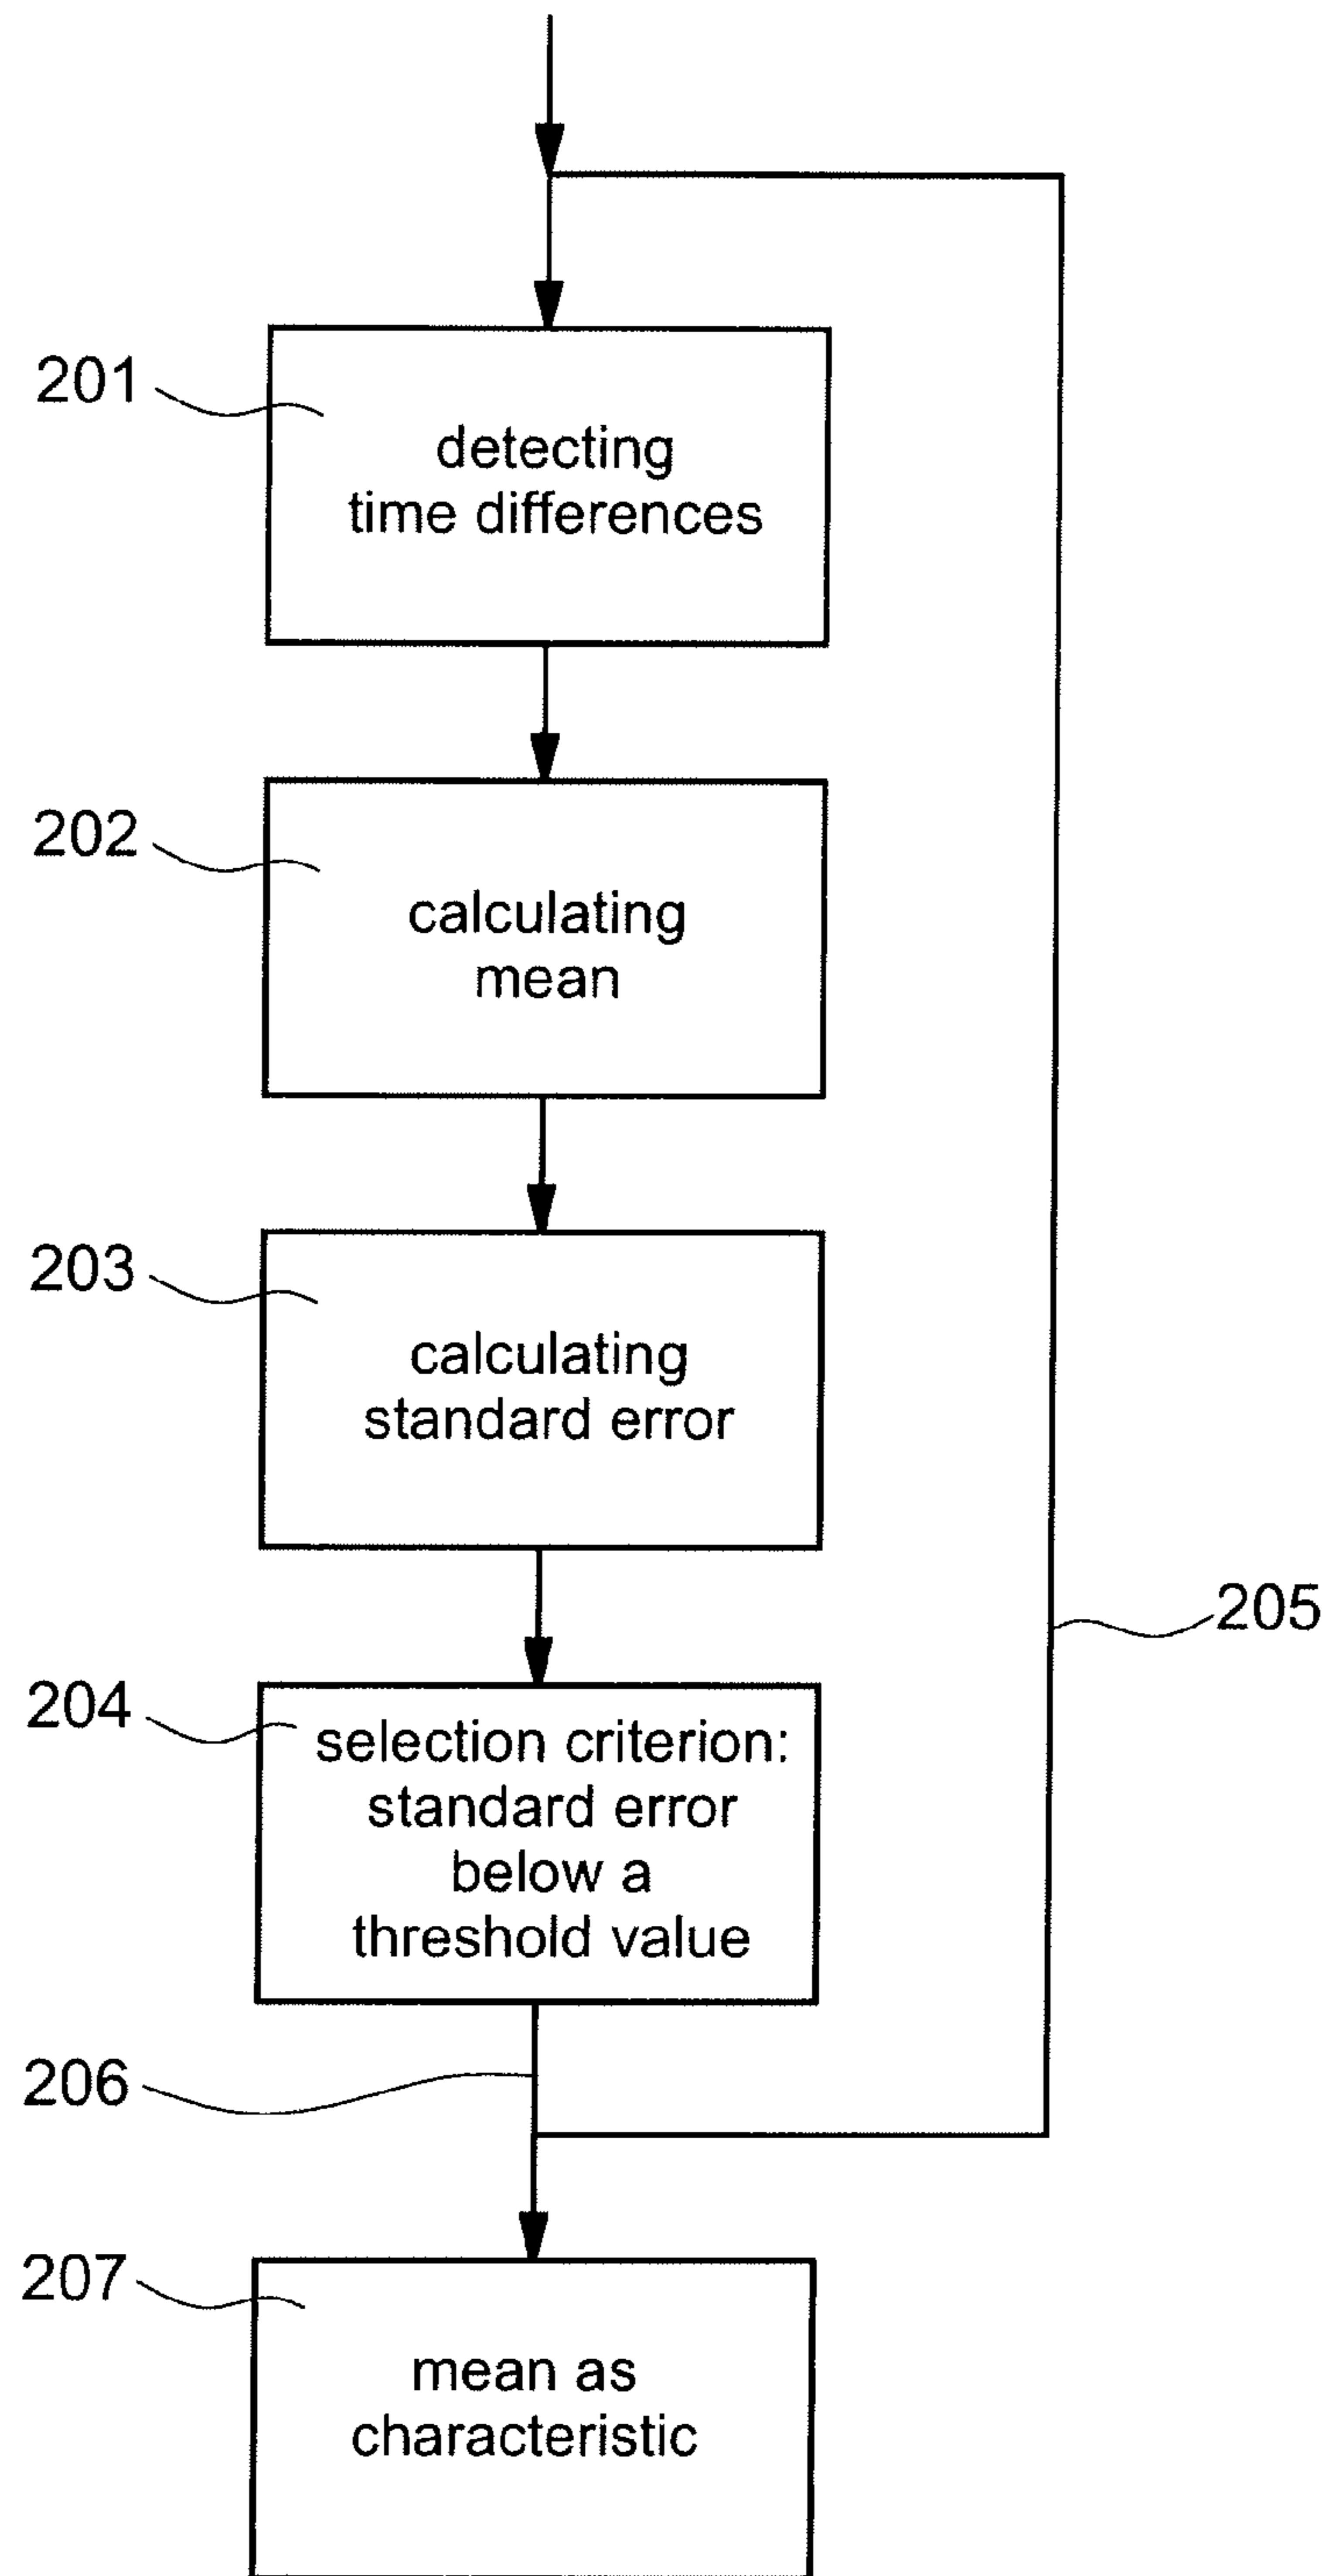 201
detecting
time differences
202
calculating
mean
203
calculating
standard error
205
204
selection criterion:
standard error
below a
threshold value
206
207
mean as
characteristic